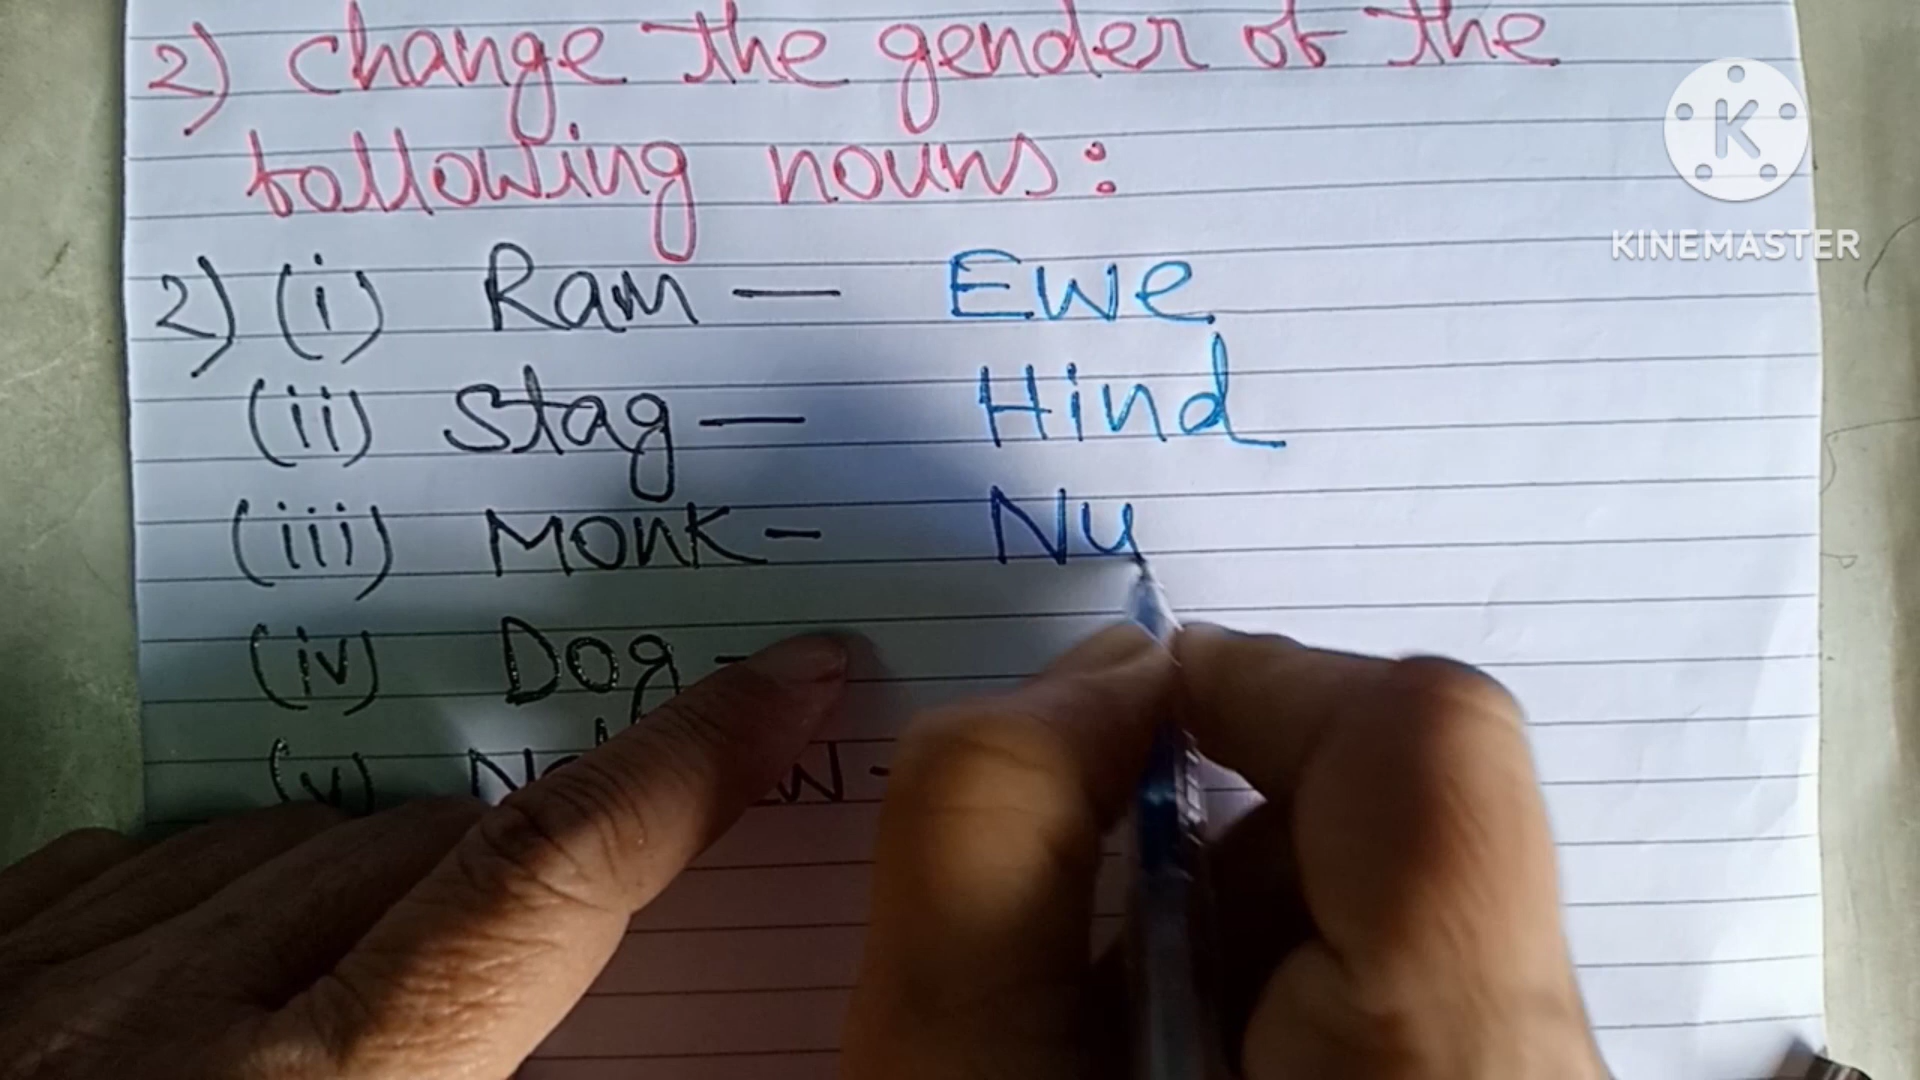 2) change the gender of the
following nouns:
K
KINEMASTER
2) (i) Ram — Ewe
(ii) Stag — Hind
(iii) Monk - Nu
(iv) Dog -
(v)